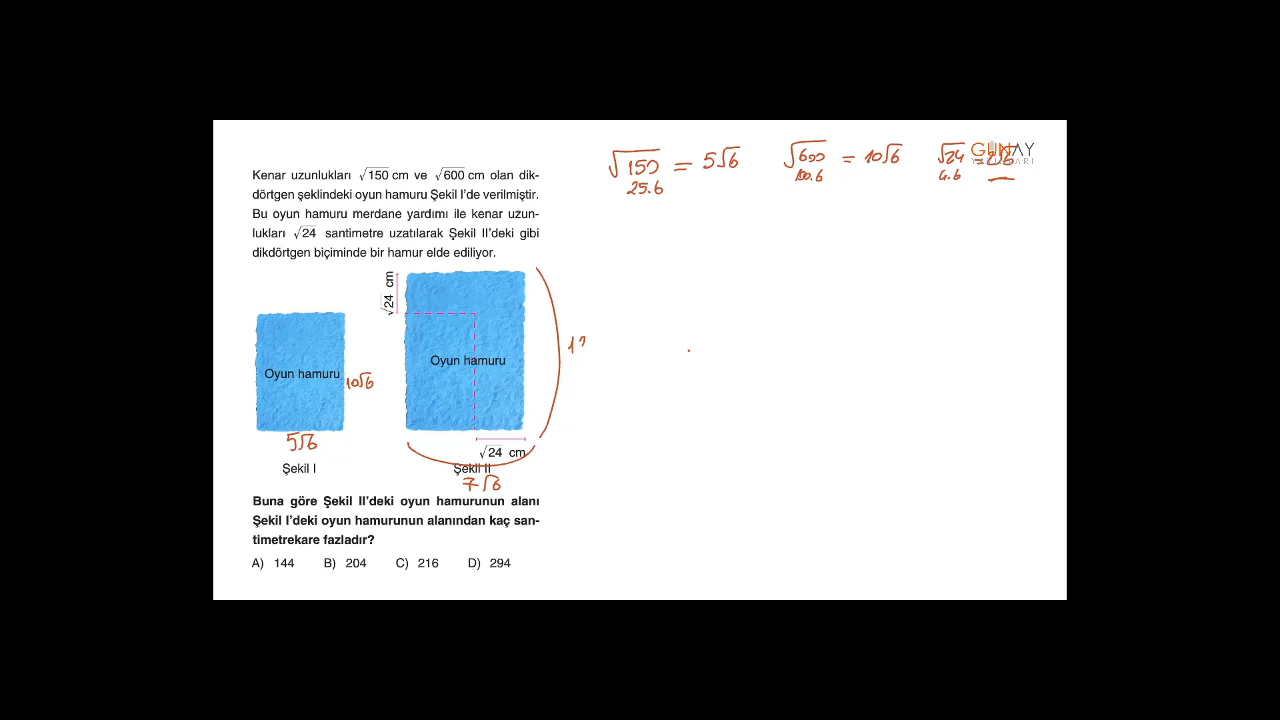 Kenar uzunlukları √150 cm ve √600 cm olan dik-
dörtgen şeklindeki oyun hamuru Şekil I'de verilmiştir.
Bu oyun hamuru merdane yardımı ile kenar uzun-
lukları √24 santimetre uzatılarak Şekil II'deki gibi
dikdörtgen biçiminde bir hamur elde ediliyor.
√24 cm
Oyun hamuru
10√6
5√6
Şekil I
Oyun hamuru
√24 cm
7√6
Şekil II
Buna göre Şekil II'deki oyun hamurunun alanı
Şekil I'deki oyun hamurunun alanından kaç san-
timetrekare fazladır?
A) 144 B) 204 C) 216 D) 294
√150 = 5√6 √600 = 10√6 √24 = 2√6
25.6 100.6 4.6
GÜNAY